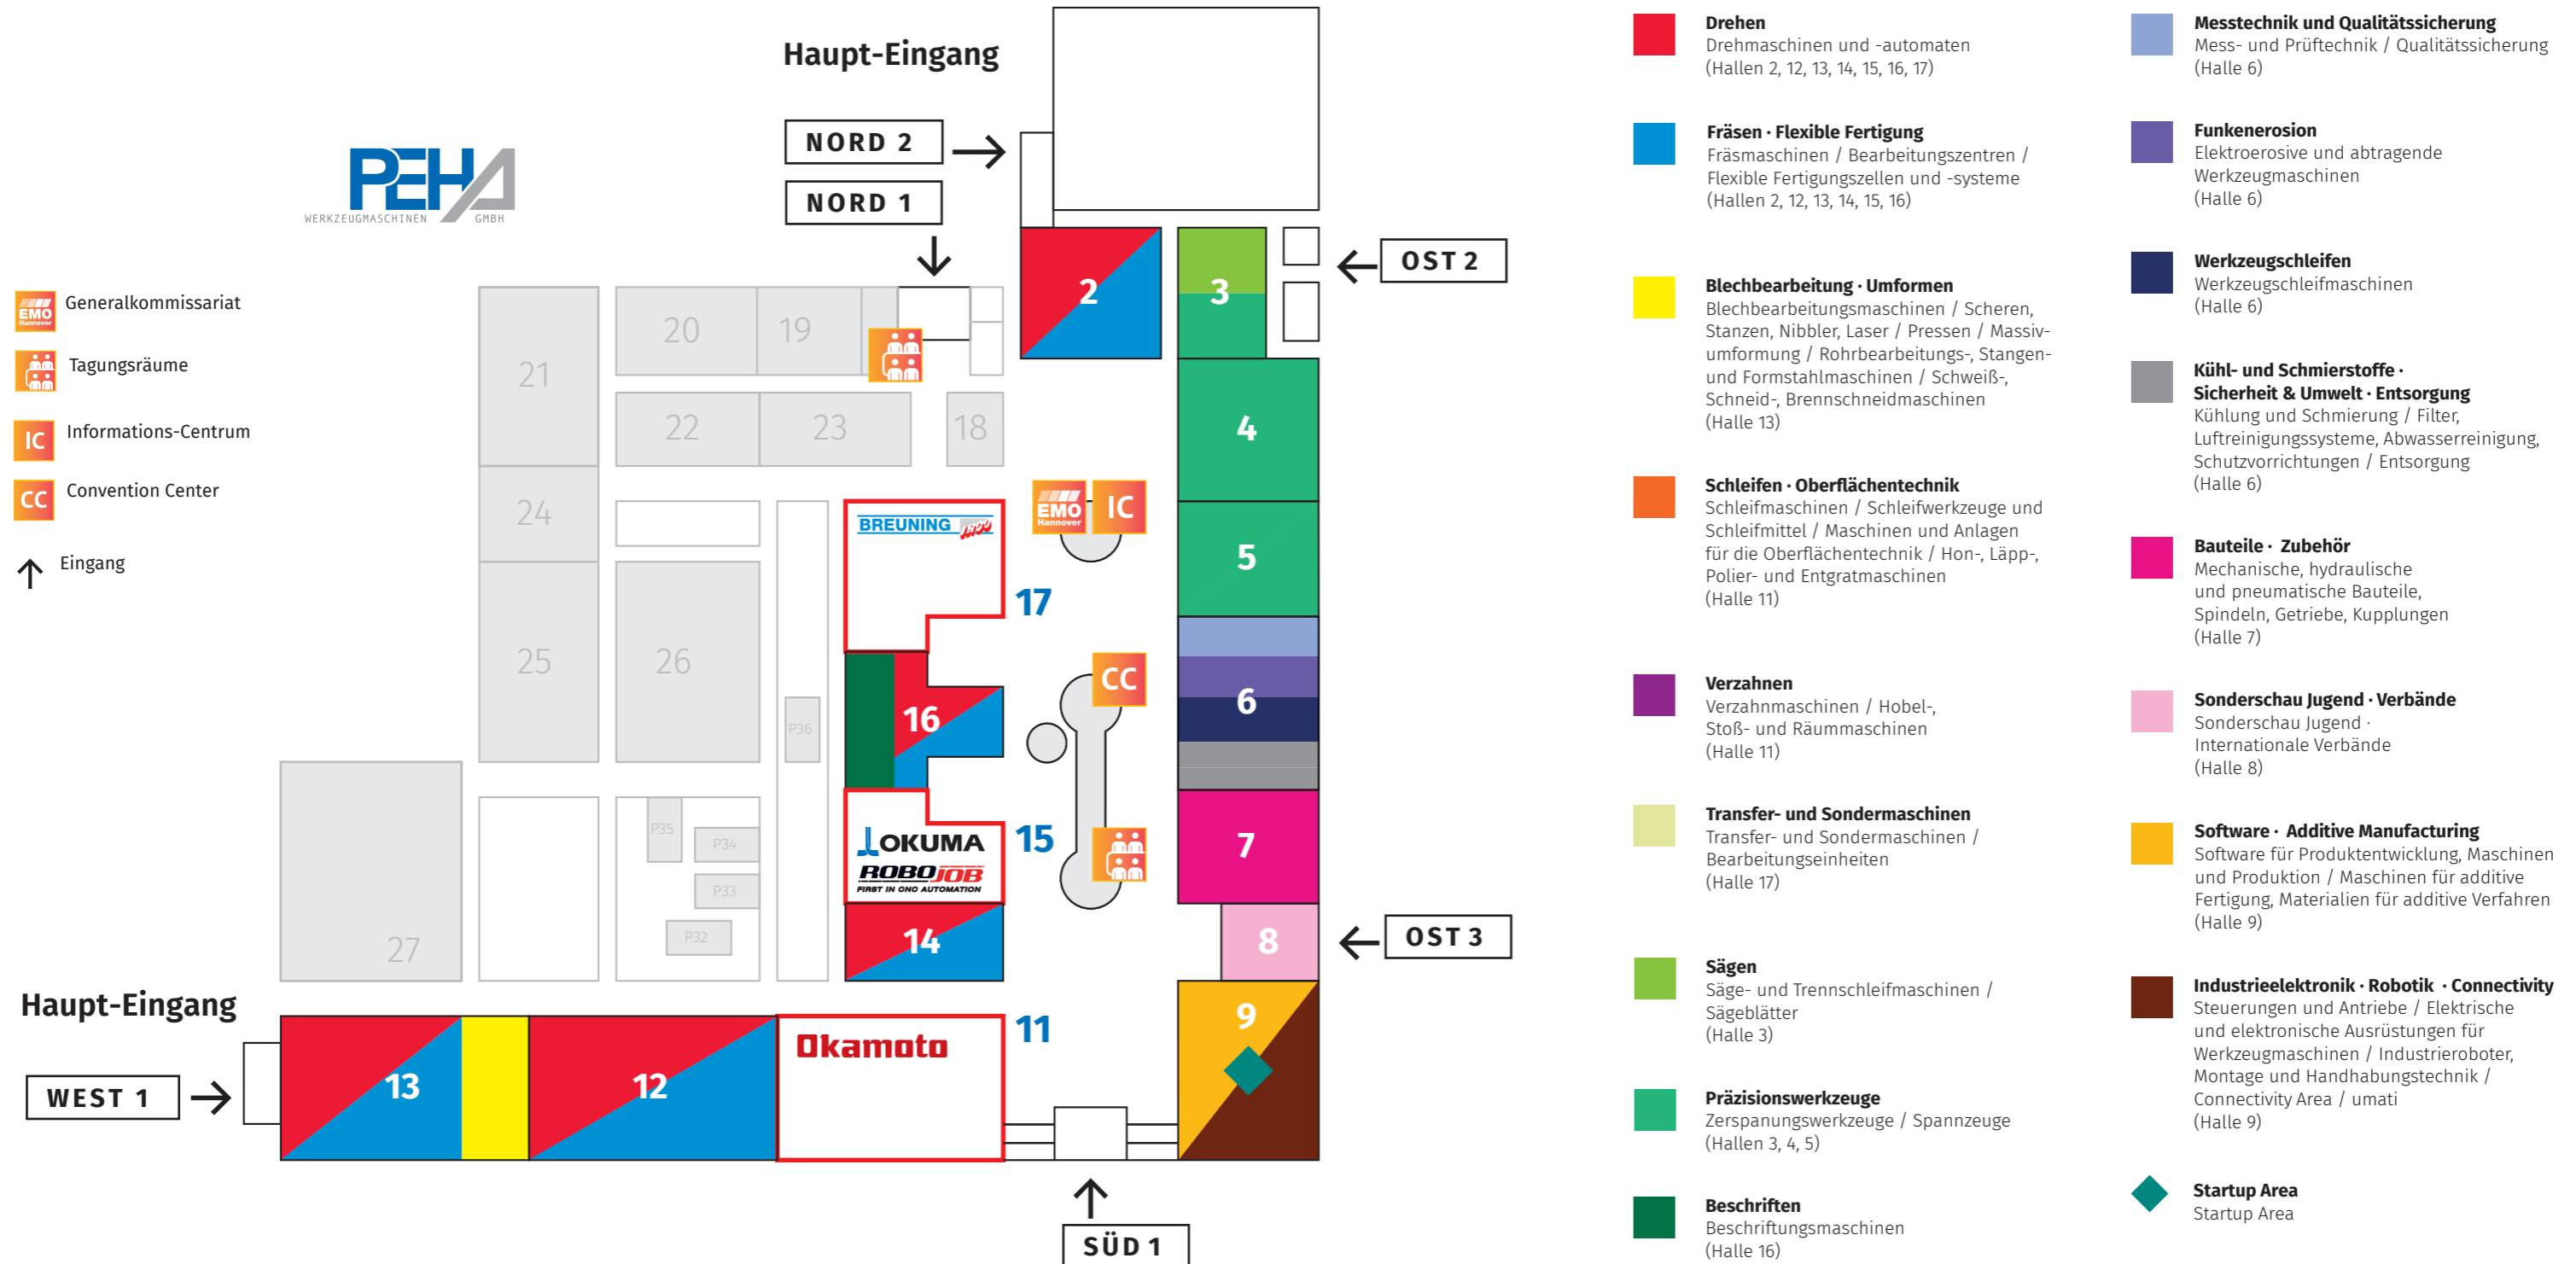 Haupt-Eingang
NORD 2
NORD 1
PEHA
WERKZEUGMASCHINEN GMBH
OST 2
EMO
Hannover
Generalkommissariat
Tagungsräume
IC
Informations-Centrum
CC
Convention Center
Eingang
2
3
20
19
21
22
23
18
4
24
EMO
Hannover
IC
BREUNING IRCO
5
17
25
26
CC
6
16
P36
P35
P34
P33
P32
OKUMA
ROBOJOB
FIRST IN CNC AUTOMATION
15
7
27
14
8
OST 3
Haupt-Eingang
WEST 1
13
12
Okamoto
11
9
SÜD 1
Drehen
Drehmaschinen und -automaten
(Hallen 2, 12, 13, 14, 15, 16, 17)
Fräsen · Flexible Fertigung
Fräsmaschinen / Bearbeitungszentren /
Flexible Fertigungszellen und -systeme
(Hallen 2, 12, 13, 14, 15, 16)
Blechbearbeitung · Umformen
Blechbearbeitungsmaschinen / Scheren,
Stanzen, Nibbler, Laser / Pressen / Massiv-
umformung / Rohrbearbeitungs-, Stangen-
und Formstahlmaschinen / Schweiß-,
Schneid-, Brennschneidmaschinen
(Halle 13)
Schleifen · Oberflächentechnik
Schleifmaschinen / Schleifwerkzeuge und
Schleifmittel / Maschinen und Anlagen
für die Oberflächentechnik / Hon-, Läpp-,
Polier- und Entgratmaschinen
(Halle 11)
Verzahnen
Verzahnmaschinen / Hobel-,
Stoß- und Räummaschinen
(Halle 11)
Transfer- und Sondermaschinen
Transfer- und Sondermaschinen /
Bearbeitungseinheiten
(Halle 17)
Sägen
Säge- und Trennschleifmaschinen /
Sägeblätter
(Halle 3)
Präzisionswerkzeuge
Zerspanungswerkzeuge / Spannzeuge
(Hallen 3, 4, 5)
Beschriften
Beschriftungsmaschinen
(Halle 16)
Messtechnik und Qualitätssicherung
Mess- und Prüftechnik / Qualitätssicherung
(Halle 6)
Funkenerosion
Elektroerosive und abtragende
Werkzeugmaschinen
(Halle 6)
Werkzeugschleifen
Werkzeugschleifmaschinen
(Halle 6)
Kühl- und Schmierstoffe ·
Sicherheit & Umwelt · Entsorgung
Kühlung und Schmierung / Filter,
Luftreinigungssysteme, Abwasserreinigung,
Schutzvorrichtungen / Entsorgung
(Halle 6)
Bauteile · Zubehör
Mechanische, hydraulische
und pneumatische Bauteile,
Spindeln, Getriebe, Kupplungen
(Halle 7)
Sonderschau Jugend · Verbände
Sonderschau Jugend ·
Internationale Verbände
(Halle 8)
Software · Additive Manufacturing
Software für Produktentwicklung, Maschinen
und Produktion / Maschinen für additive
Fertigung, Materialien für additive Verfahren
(Halle 9)
Industrieelektronik · Robotik · Connectivity
Steuerungen und Antriebe / Elektrische
und elektronische Ausrüstungen für
Werkzeugmaschinen / Industrieroboter,
Montage und Handhabungstechnik /
Connectivity Area / umati
(Halle 9)
Startup Area
Startup Area